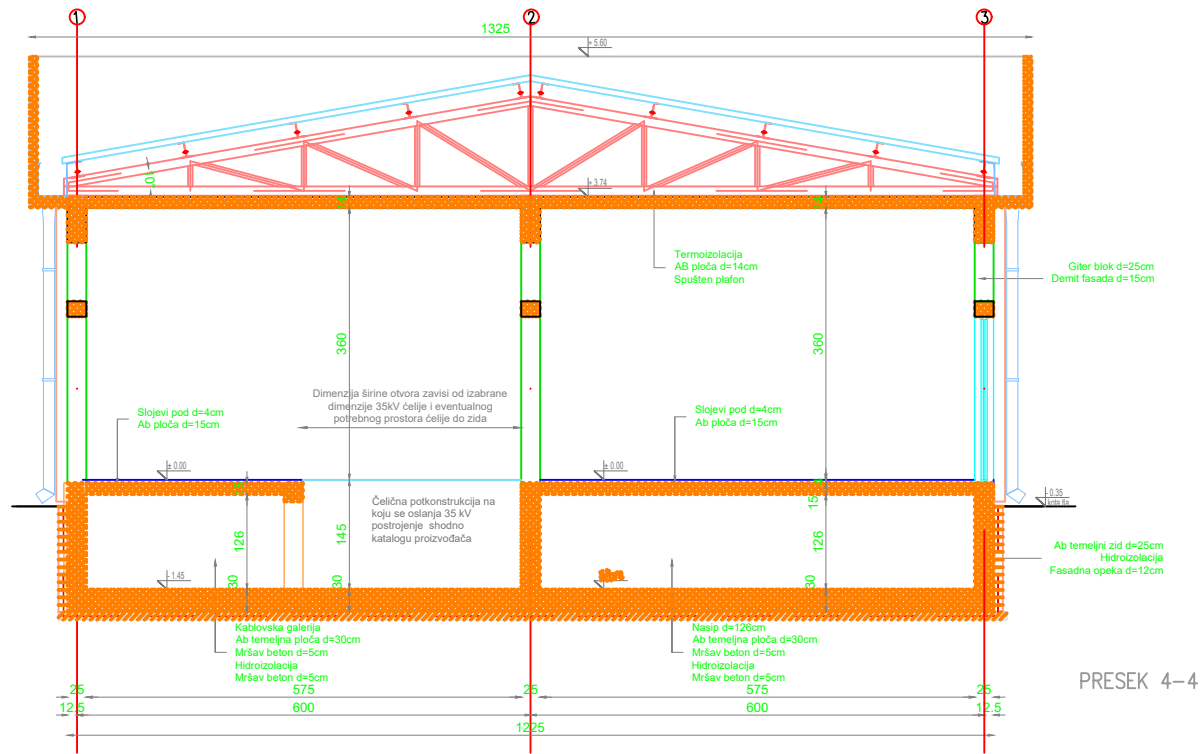 1
2
3
1325
+ 5.60
10
+ 3.74
14
Termoizolacija
AB ploča d=14cm
Spušten plafon
Giter blok d=25cm
Demit fasada d=15cm
360
360
Dimenzija širine otvora zavisi od izabrane
dimenzije 35kV ćelije i eventualnog
potrebnog prostora ćelije do zida
Slojevi pod d=4cm
Ab ploča d=15cm
Slojevi pod d=4cm
Ab ploča d=15cm
± 0.00
± 0.00
- 0.35
kota tla
Čelična potkonstrukcija na
koju se oslanja 35 kV
postrojenje shodno
katalogu proizvođača
126
145
15
4
126
Ab temeljni zid d=25cm
Hidroizolacija
Fasadna opeka d=12cm
- 1.45
30
30
30
Kablovska galerija
Ab temeljna ploča d=30cm
Mršav beton d=5cm
Hidroizolacija
Mršav beton d=5cm
Nasip d=126cm
Ab temeljna ploča d=30cm
Mršav beton d=5cm
Hidroizolacija
Mršav beton d=5cm
PRESEK 4-4
25
575
25
575
25
12.5
600
600
12.5
1225